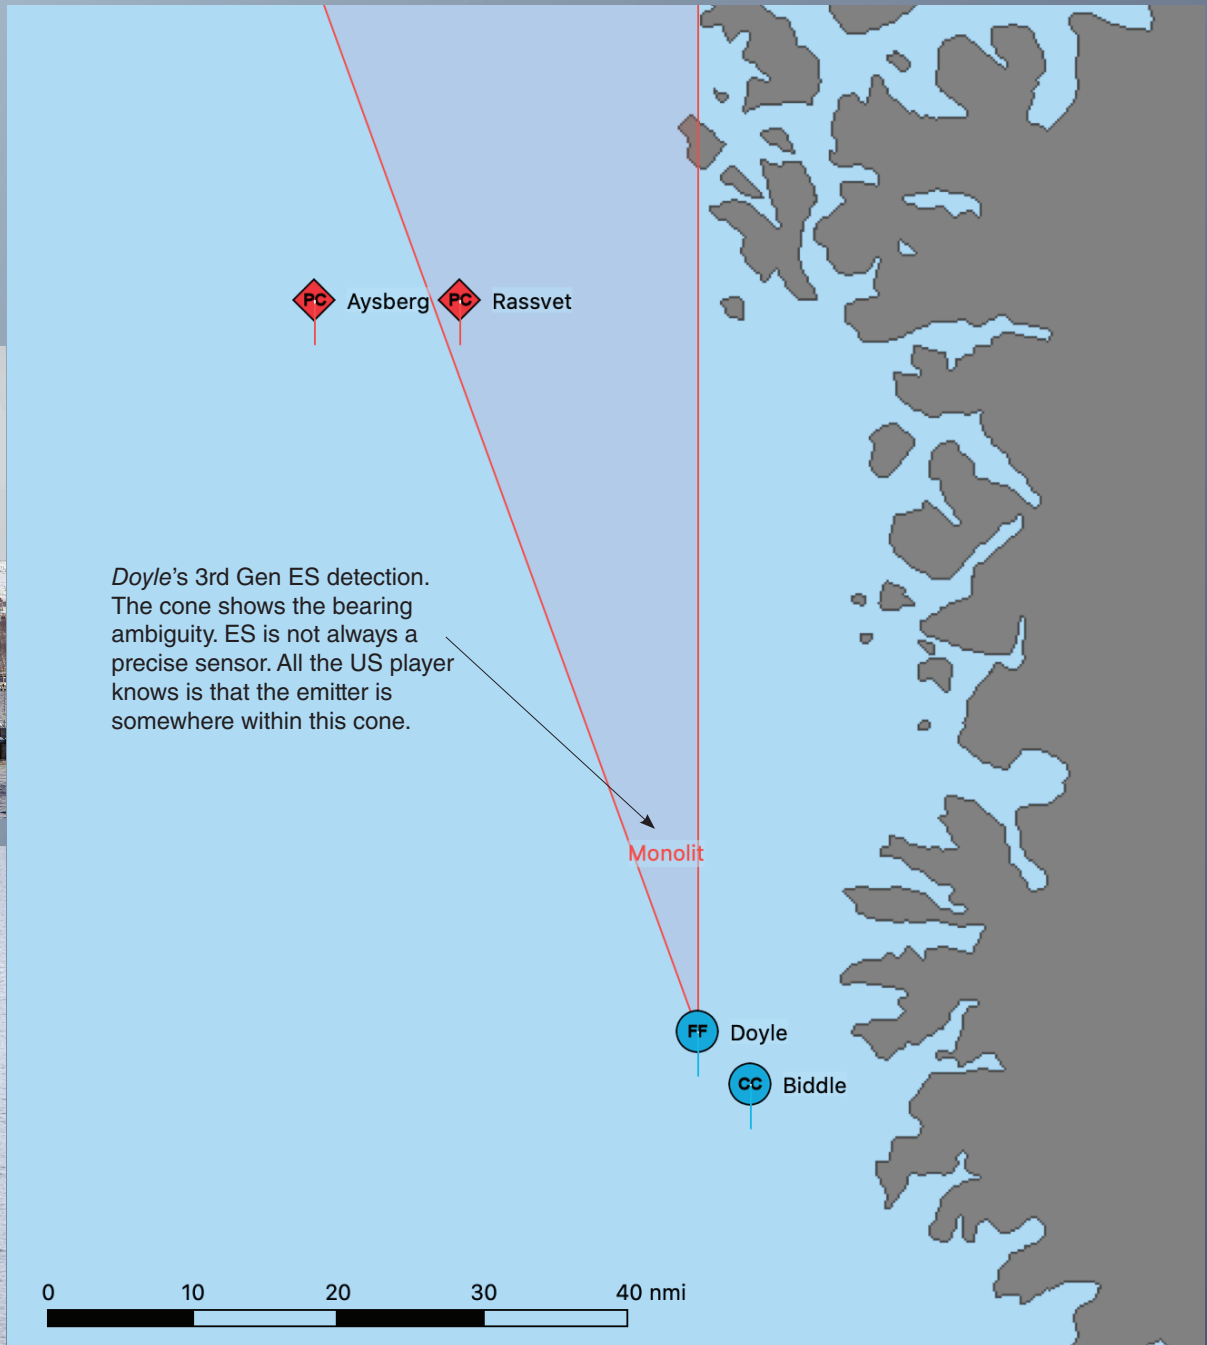 PC Aysberg PC Rassvet
Doyle’s 3rd Gen ES detection.
The cone shows the bearing
ambiguity. ES is not always a
precise sensor. All the US player
knows is that the emitter is
somewhere within this cone.
Monolit
FF Doyle
CC Biddle
0 10 20 30 40 nmi